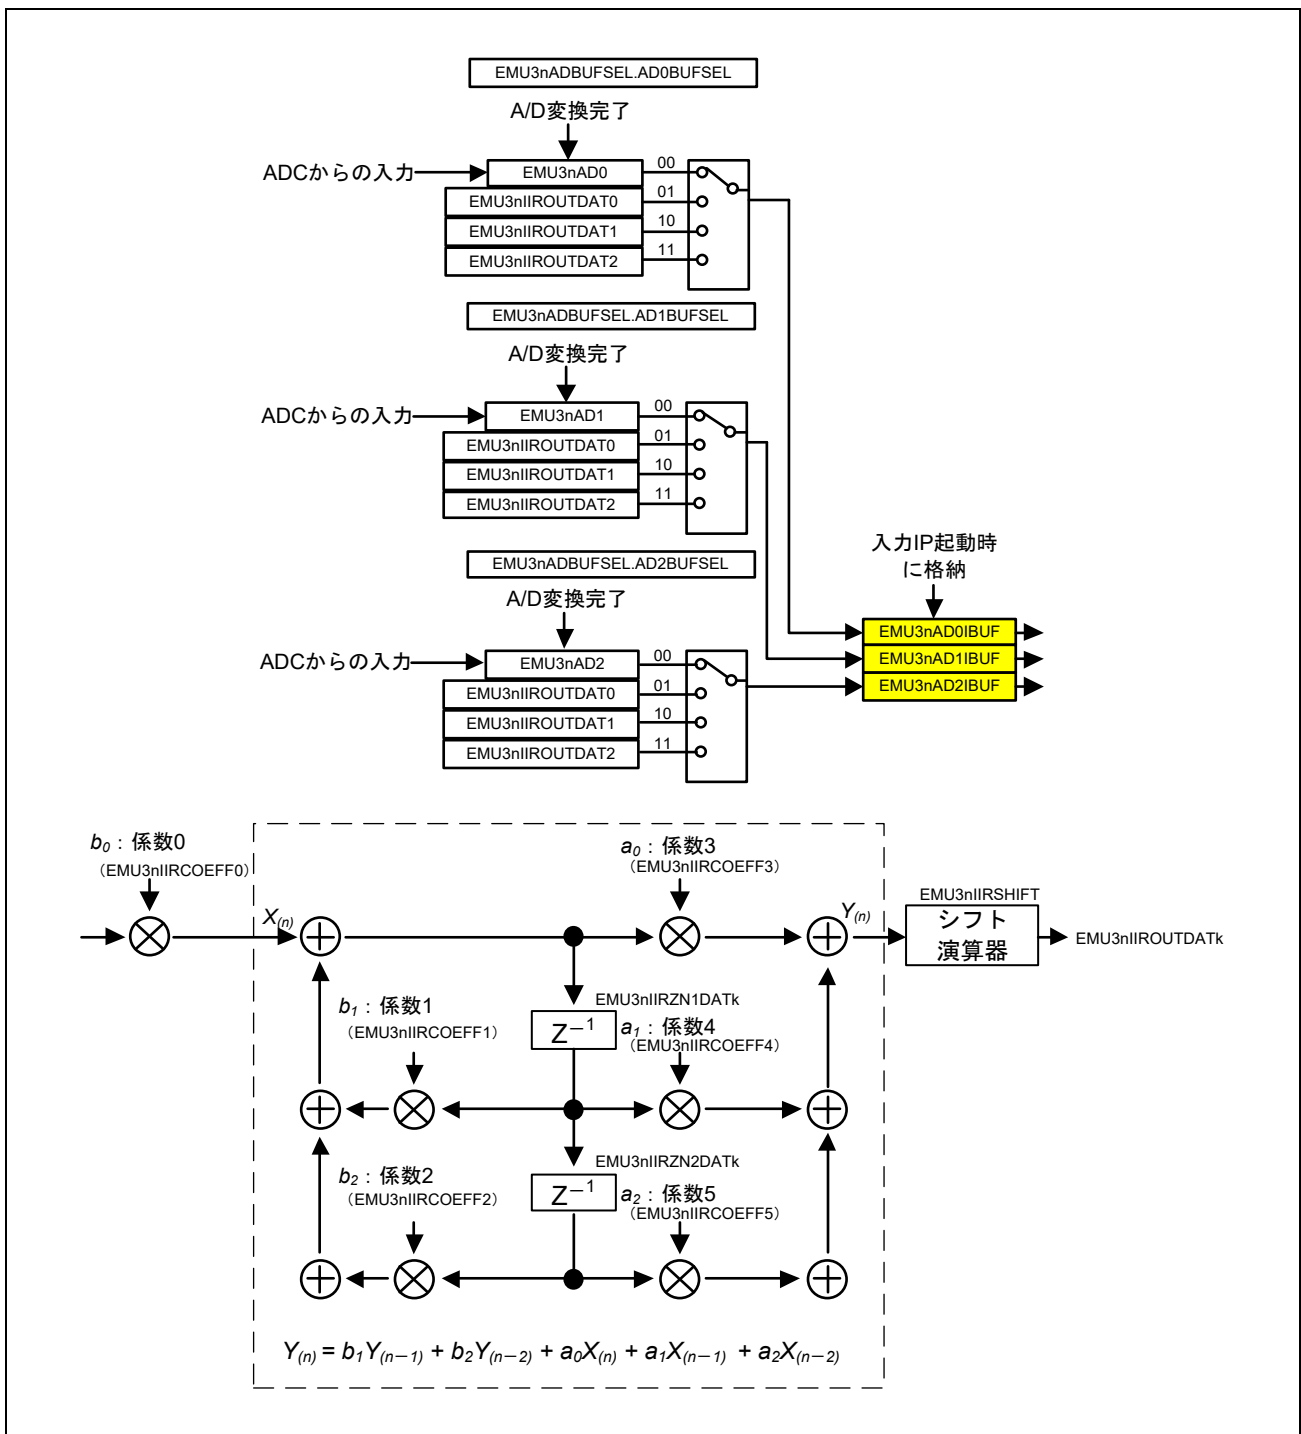 EMU3nADBUFSEL.AD0BUFSEL
A/D変換完了
ADCからの入力
EMU3nAD0
00
EMU3nIIROUTDAT0
01
EMU3nIIROUTDAT1
10
EMU3nIIROUTDAT2
11
EMU3nADBUFSEL.AD1BUFSEL
A/D変換完了
ADCからの入力
EMU3nAD1
00
EMU3nIIROUTDAT0
01
EMU3nIIROUTDAT1
10
EMU3nIIROUTDAT2
11
入力IP起動時
に格納
EMU3nADBUFSEL.AD2BUFSEL
A/D変換完了
ADCからの入力
EMU3nAD2
00
EMU3nIIROUTDAT0
01
EMU3nIIROUTDAT1
10
EMU3nIIROUTDAT2
11
EMU3nAD0IBUF
EMU3nAD1IBUF
EMU3nAD2IBUF
b0：係数0
（EMU3nIIRCOEFF0）
a0：係数3
（EMU3nIIRCOEFF3）
X(n)
Y(n)
EMU3nIIRSHIFT
シフト
演算器
EMU3nIIROUTDATk
b1：係数1
（EMU3nIIRCOEFF1）
EMU3nIIRZN1DATk
Z−1
a1：係数4
（EMU3nIIRCOEFF4）
b2：係数2
（EMU3nIIRCOEFF2）
EMU3nIIRZN2DATk
Z−1
a2：係数5
（EMU3nIIRCOEFF5）
Y(n) = b1Y(n−1) + b2Y(n−2) + a0X(n) + a1X(n−1) + a2X(n−2)